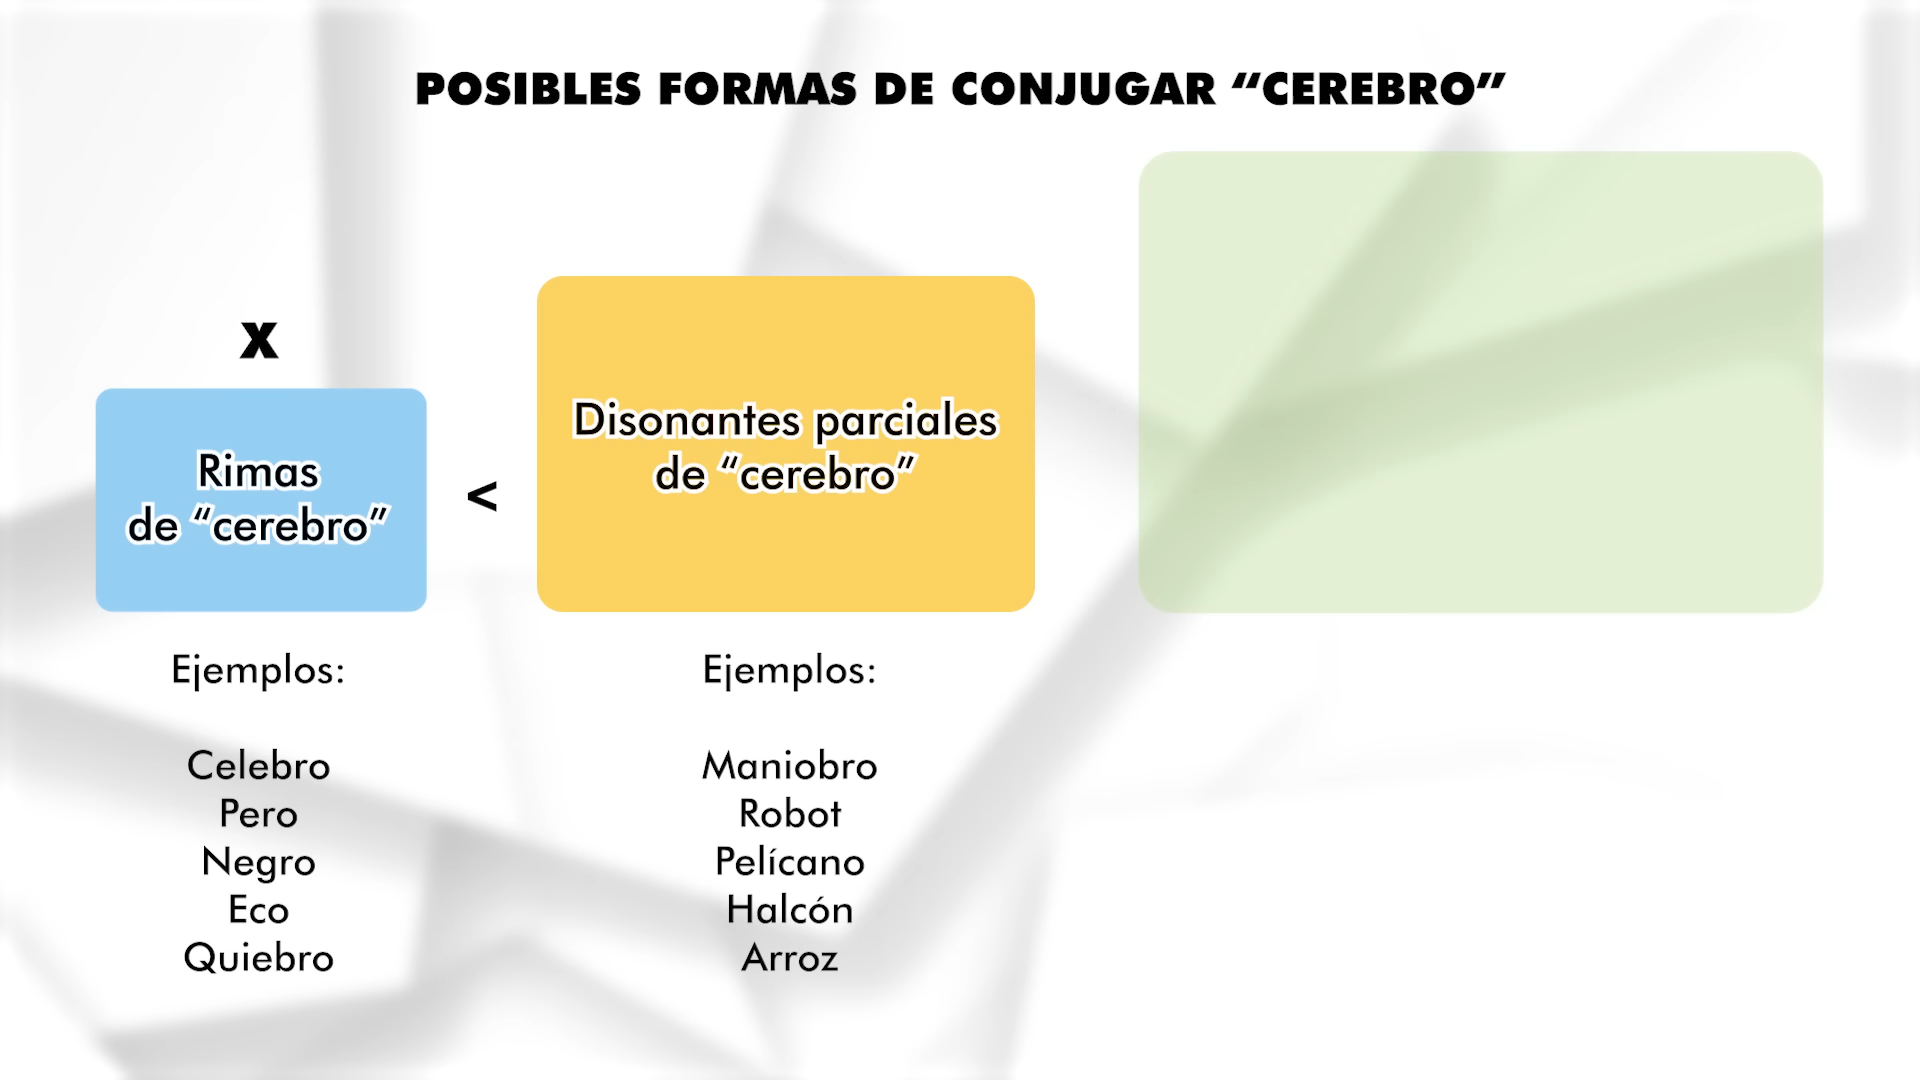 POSIBLES FORMAS DE CONJUGAR “CEREBRO”
X
Rimas
de “cerebro”
<
Disonantes parciales
de “cerebro”
Ejemplos:
Celebro
Pero
Negro
Eco
Quiebro
Ejemplos:
Maniobro
Robot
Pelícano
Halcón
Arroz